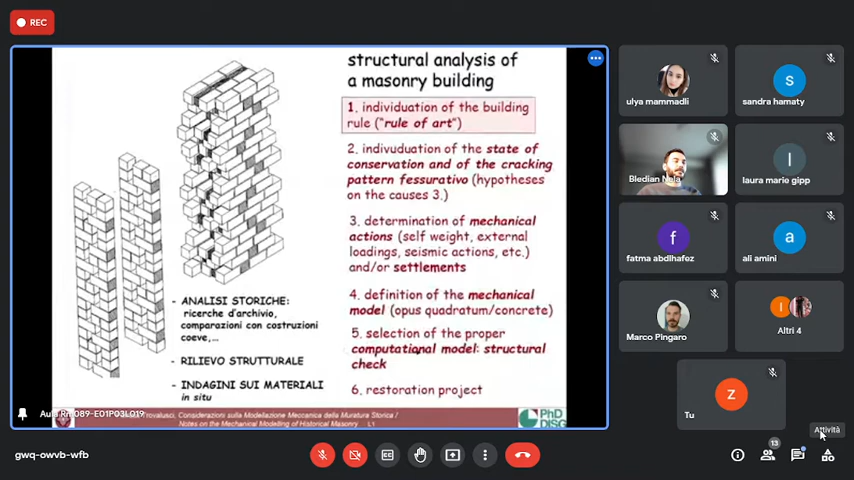 REC
structural analysis of
a masonry building
1. individuation of the building
rule ("rule of art")
2. indivuduation of the state of
conservation and of the cracking
pattern fessurativo (hypotheses
on the causes 3.)
3. determination of mechanical
actions (self weight, external
loadings, seismic actions, etc.)
and/or settlements
4. definition of the mechanical
model (opus quadratum/concrete)
5. selection of the proper
computational model: structural
check
6. restoration project
- ANALISI STORICHE:
ricerche d'archivio,
comparazioni con costruzioni
coeve,...
- RILIEVO STRUTTURALE
- INDAGINI SUI MATERIALI
in situ
Aula Rm089-E01P03L019
Trovalusci, Considerazioni sulla Modellazione Meccanica della Muratura Storica /
Notes on the Mechanical Modelling of Historical Masonry L1
PhD
DISG
ulya mammadli
s
sandra hamaty
Bledian Nela
l
laura marie gipp
f
fatma abdlhafez
a
ali amini
Marco Pingaro
l
Altri 4
z
Tu
Attività
gwq-owvb-wfb
13